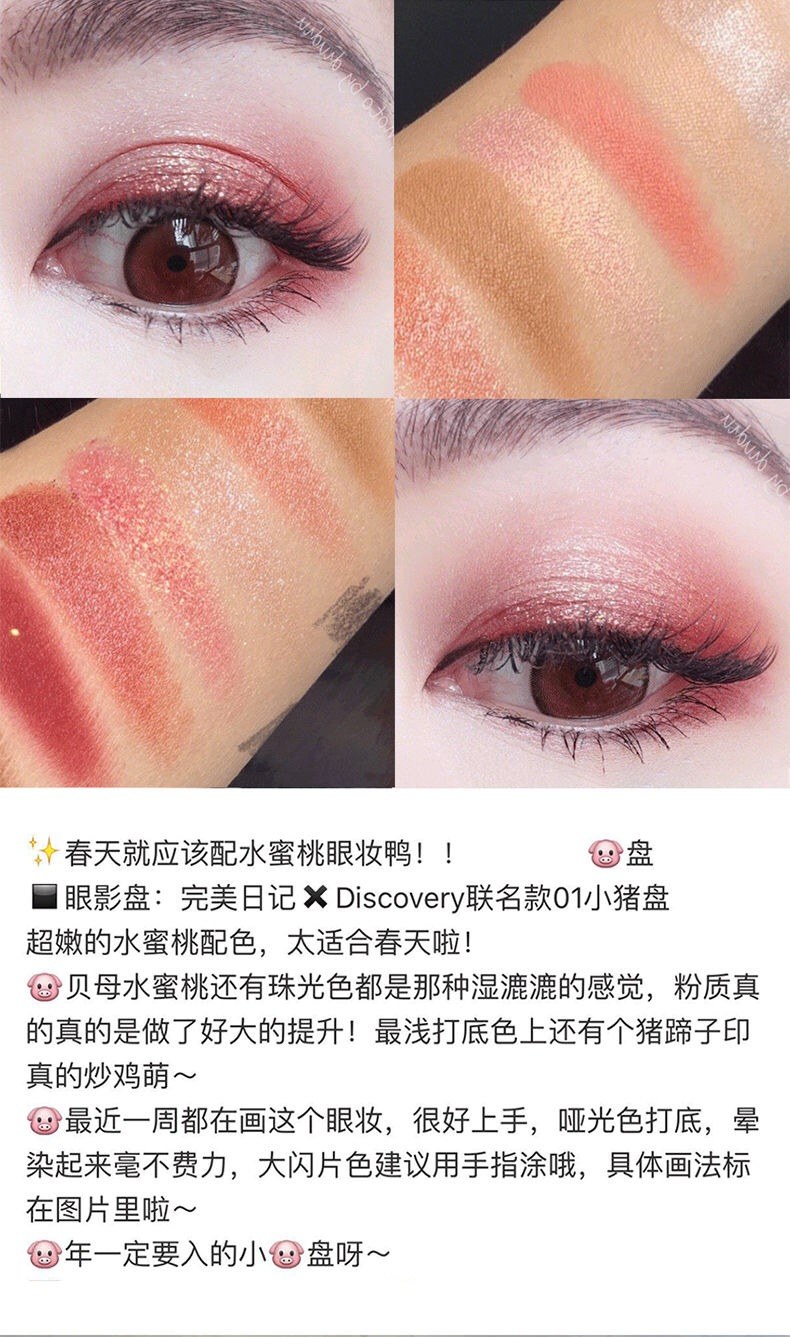 ✨春天就应该配水蜜桃眼妆鸭！！ 🐷盘
⬛眼影盘：完美日记✖Discovery联名款01小猪盘
超嫩的水蜜桃配色，太适合春天啦！
🐷贝母水蜜桃还有珠光色都是那种湿漉漉的感觉，粉质真
的真的是做了好大的提升！最浅打底色上还有个猪蹄子印
真的炒鸡萌～
🐷最近一周都在画这个眼妆，很好上手，哑光色打底，晕
染起来毫不费力，大闪片色建议用手指涂哦，具体画法标
在图片里啦～
🐷年一定要入的小🐷盘呀～